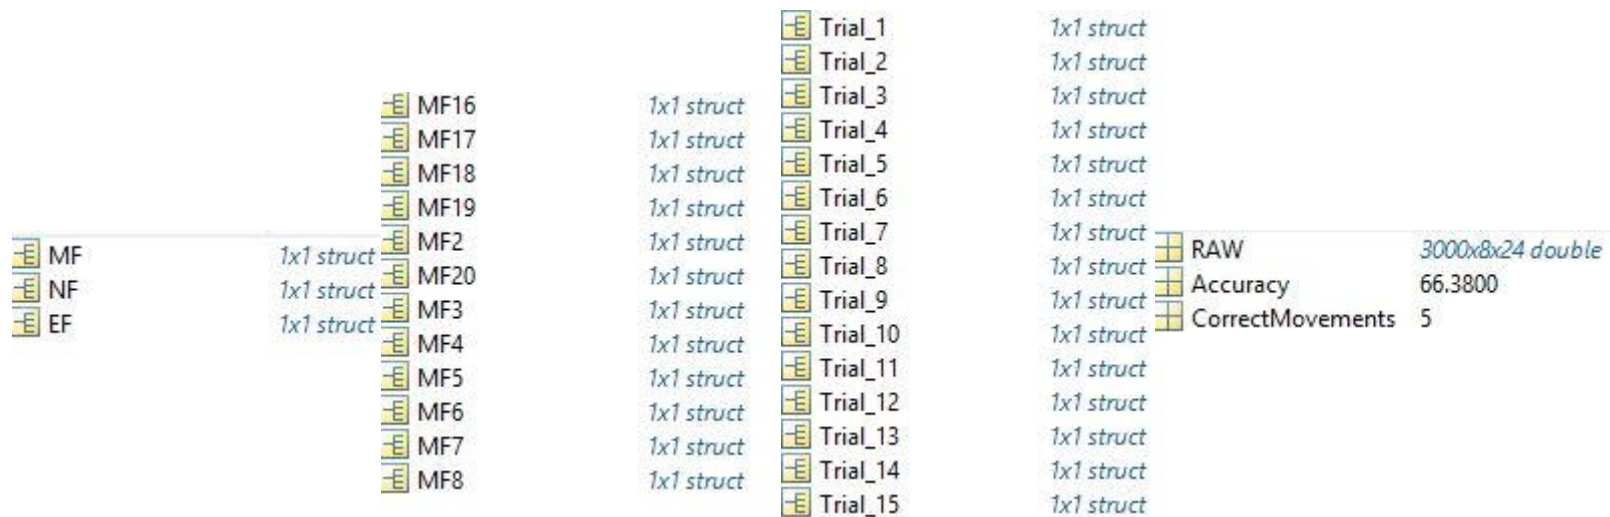 MF 1x1 struct
NF 1x1 struct
EF 1x1 struct
MF16 1x1 struct
MF17 1x1 struct
MF18 1x1 struct
MF19 1x1 struct
MF2 1x1 struct
MF20 1x1 struct
MF3 1x1 struct
MF4 1x1 struct
MF5 1x1 struct
MF6 1x1 struct
MF7 1x1 struct
MF8 1x1 struct
Trial_1 1x1 struct
Trial_2 1x1 struct
Trial_3 1x1 struct
Trial_4 1x1 struct
Trial_5 1x1 struct
Trial_6 1x1 struct
Trial_7 1x1 struct
Trial_8 1x1 struct
Trial_9 1x1 struct
Trial_10 1x1 struct
Trial_11 1x1 struct
Trial_12 1x1 struct
Trial_13 1x1 struct
Trial_14 1x1 struct
Trial_15 1x1 struct
RAW 3000x8x24 double
Accuracy 66.3800
CorrectMovements 5